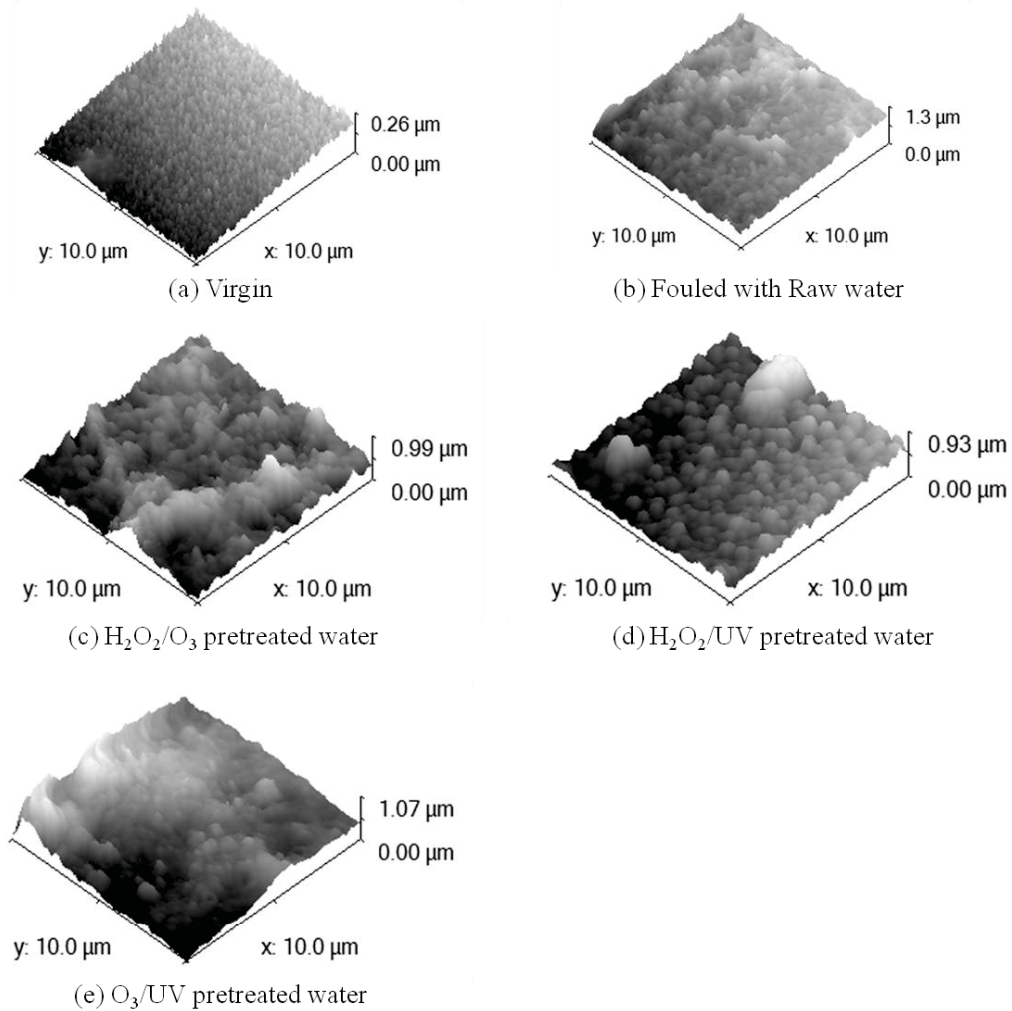 0.26 µm
0.00 µm
y: 10.0 µm
x: 10.0 µm
(a) Virgin
1.3 µm
0.0 µm
y: 10.0 µm
x: 10.0 µm
(b) Fouled with Raw water
0.99 µm
0.00 µm
y: 10.0 µm
x: 10.0 µm
(c) H₂O₂/O₃ pretreated water
0.93 µm
0.00 µm
y: 10.0 µm
x: 10.0 µm
(d) H₂O₂/UV pretreated water
1.07 µm
0.00 µm
y: 10.0 µm
x: 10.0 µm
(e) O₃/UV pretreated water